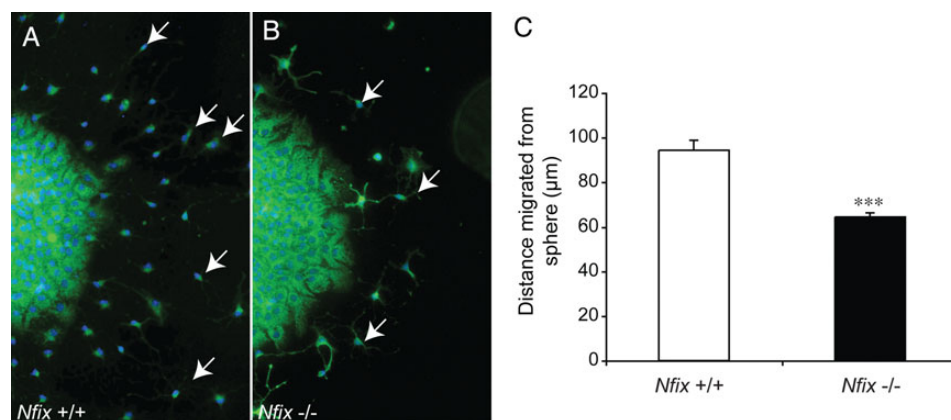 A
Nfix +/+
B
Nfix -/-
C
Distance migrated from
sphere (μm)
120
100
80
60
40
20
0
***
Nfix +/+
Nfix -/-